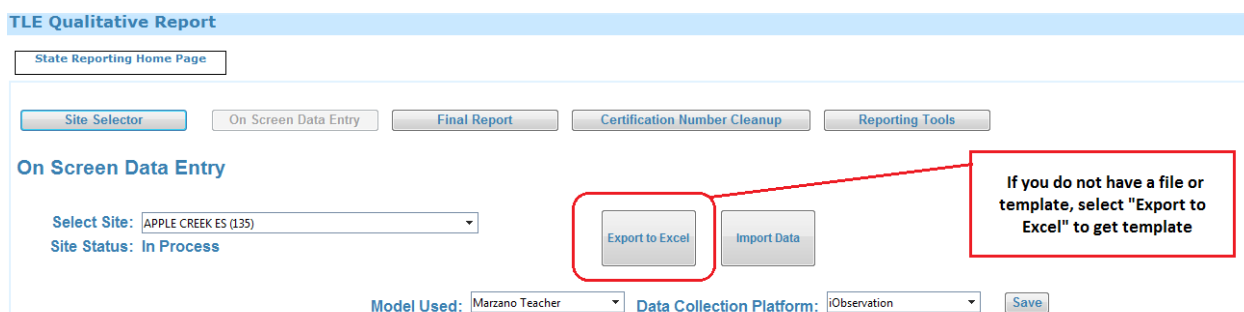 TLE Qualitative Report
State Reporting Home Page
Site Selector
On Screen Data Entry
Final Report
Certification Number Cleanup
Reporting Tools
On Screen Data Entry
If you do not have a file or
template, select "Export to
Excel" to get template
Select Site: APPLE CREEK ES (135)
Site Status: In Process
Export to Excel
Import Data
Model Used: Marzano Teacher
Data Collection Platform: iObservation
Save